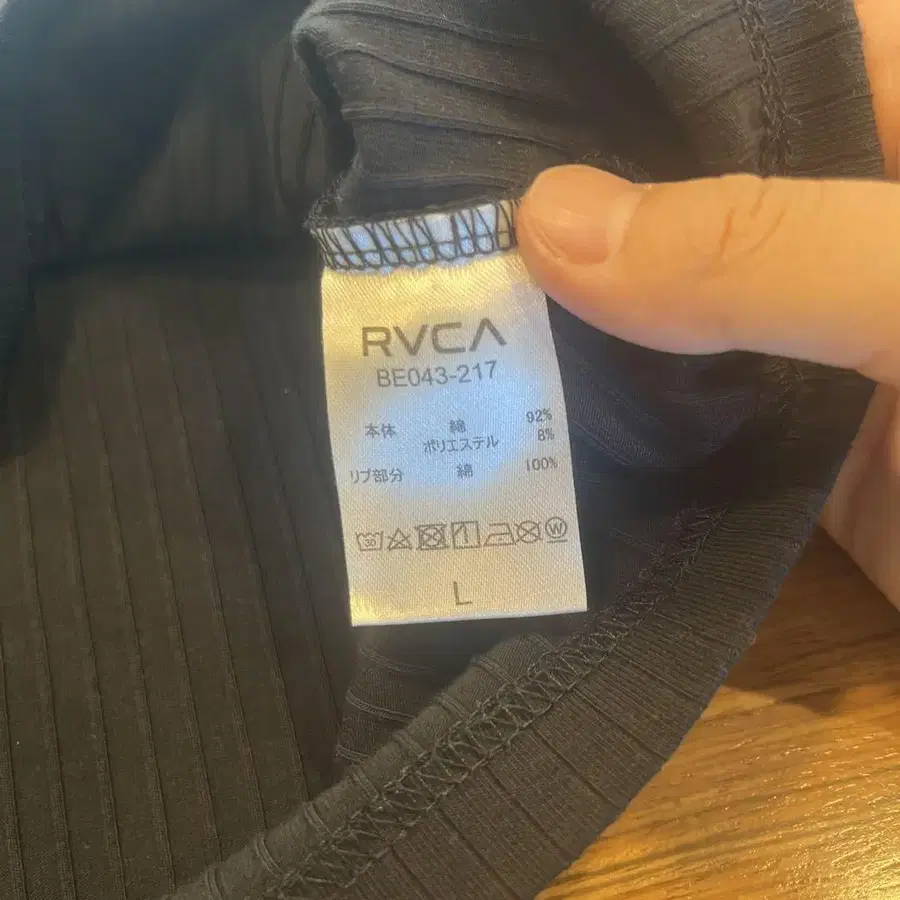 RVCA
BE043-217
本体 綿 92%
ポリエステル 8%
リブ部分 綿 100%
30 W
L